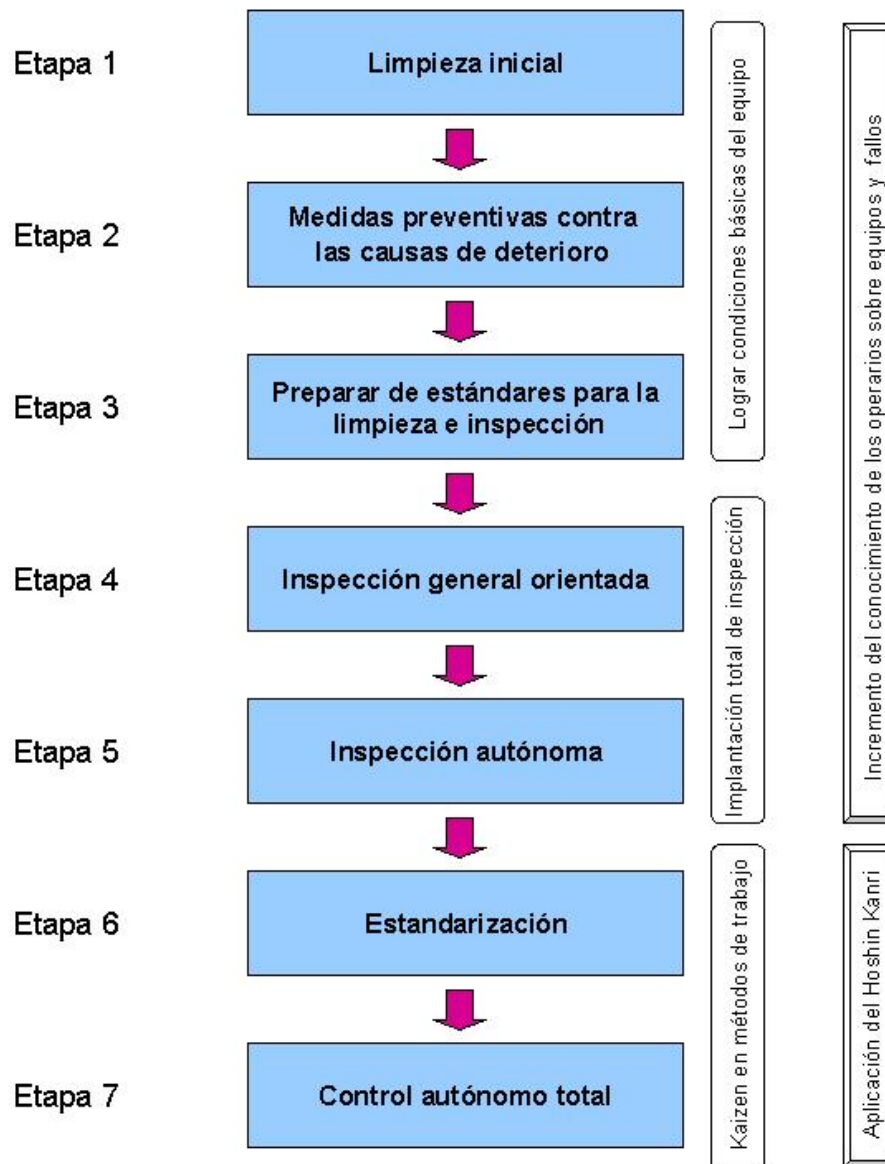 Etapa 1
Limpieza inicial
Etapa 2
Medidas preventivas contra
las causas de deterioro
Etapa 3
Preparar de estándares para la
limpieza e inspección
Etapa 4
Inspección general orientada
Etapa 5
Inspección autónoma
Etapa 6
Estandarización
Etapa 7
Control autónomo total
Lograr condiciones básicas del equipo
Implantación total de inspección
Kaizen en métodos de trabajo
Incremento del conocimiento de los operarios sobre equipos y fallos
Aplicación del Hoshin Kanri